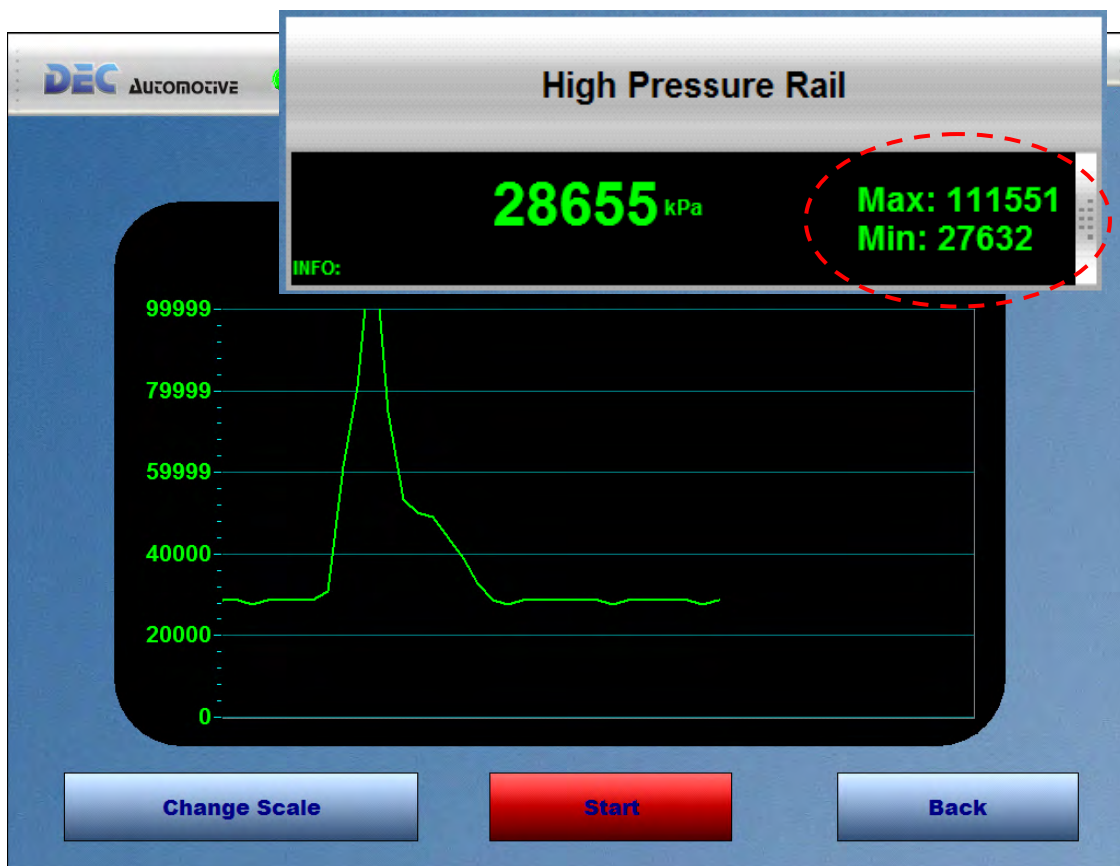 DEC Automotive
High Pressure Rail
28655 kPa
Max: 111551
Min: 27632
INFO:
99999
79999
59999
40000
20000
0
Change Scale
Start
Back